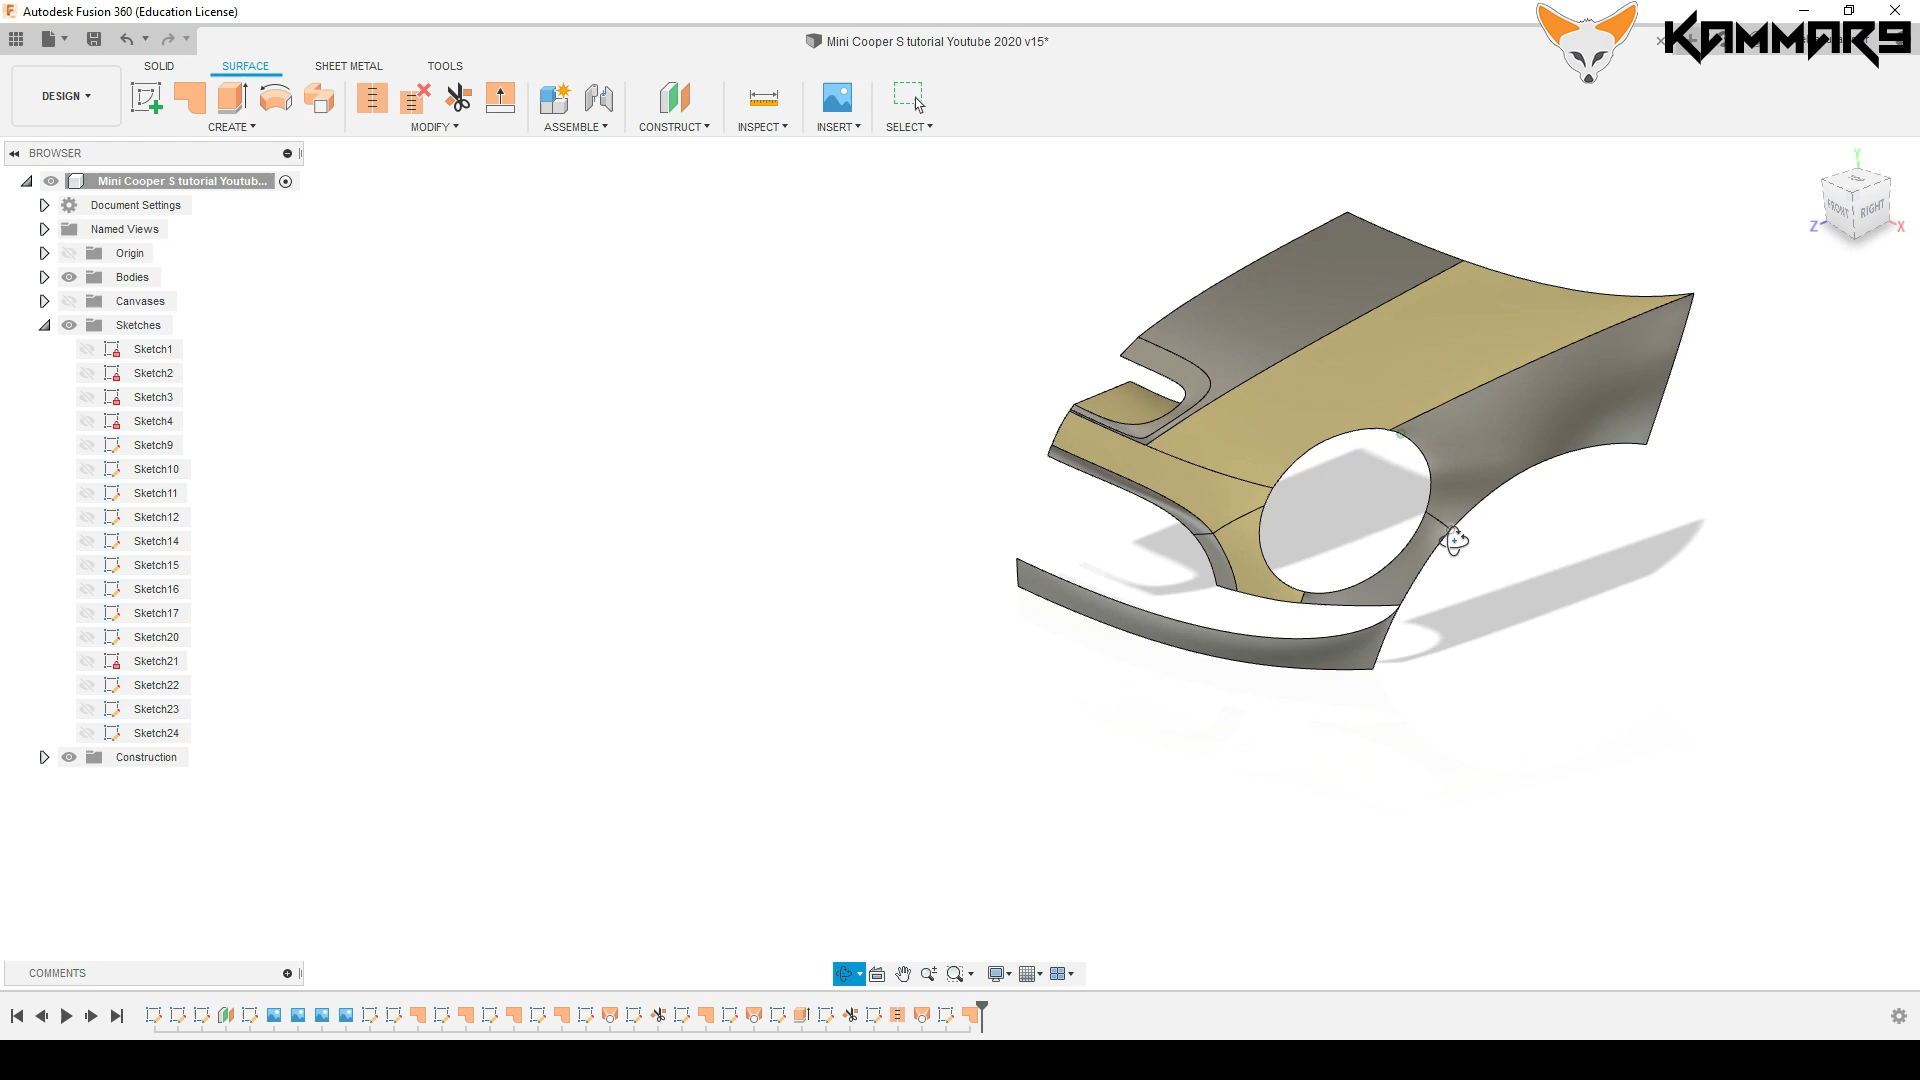 Autodesk Fusion 360 (Education License)
KAMMAR9
Mini Cooper S tutorial Youtube 2020 v15*
SOLID
SURFACE
SHEET METAL
TOOLS
DESIGN
CREATE
MODIFY
ASSEMBLE
CONSTRUCT
INSPECT
INSERT
SELECT
BROWSER
Mini Cooper S tutorial Youtub...
Document Settings
Named Views
Origin
Bodies
Canvases
Sketches
Sketch1
Sketch2
Sketch3
Sketch4
Sketch9
Sketch10
Sketch11
Sketch12
Sketch14
Sketch15
Sketch16
Sketch17
Sketch20
Sketch21
Sketch22
Sketch23
Sketch24
Construction
Y
TOP
FRONT
RIGHT
Z
X
COMMENTS